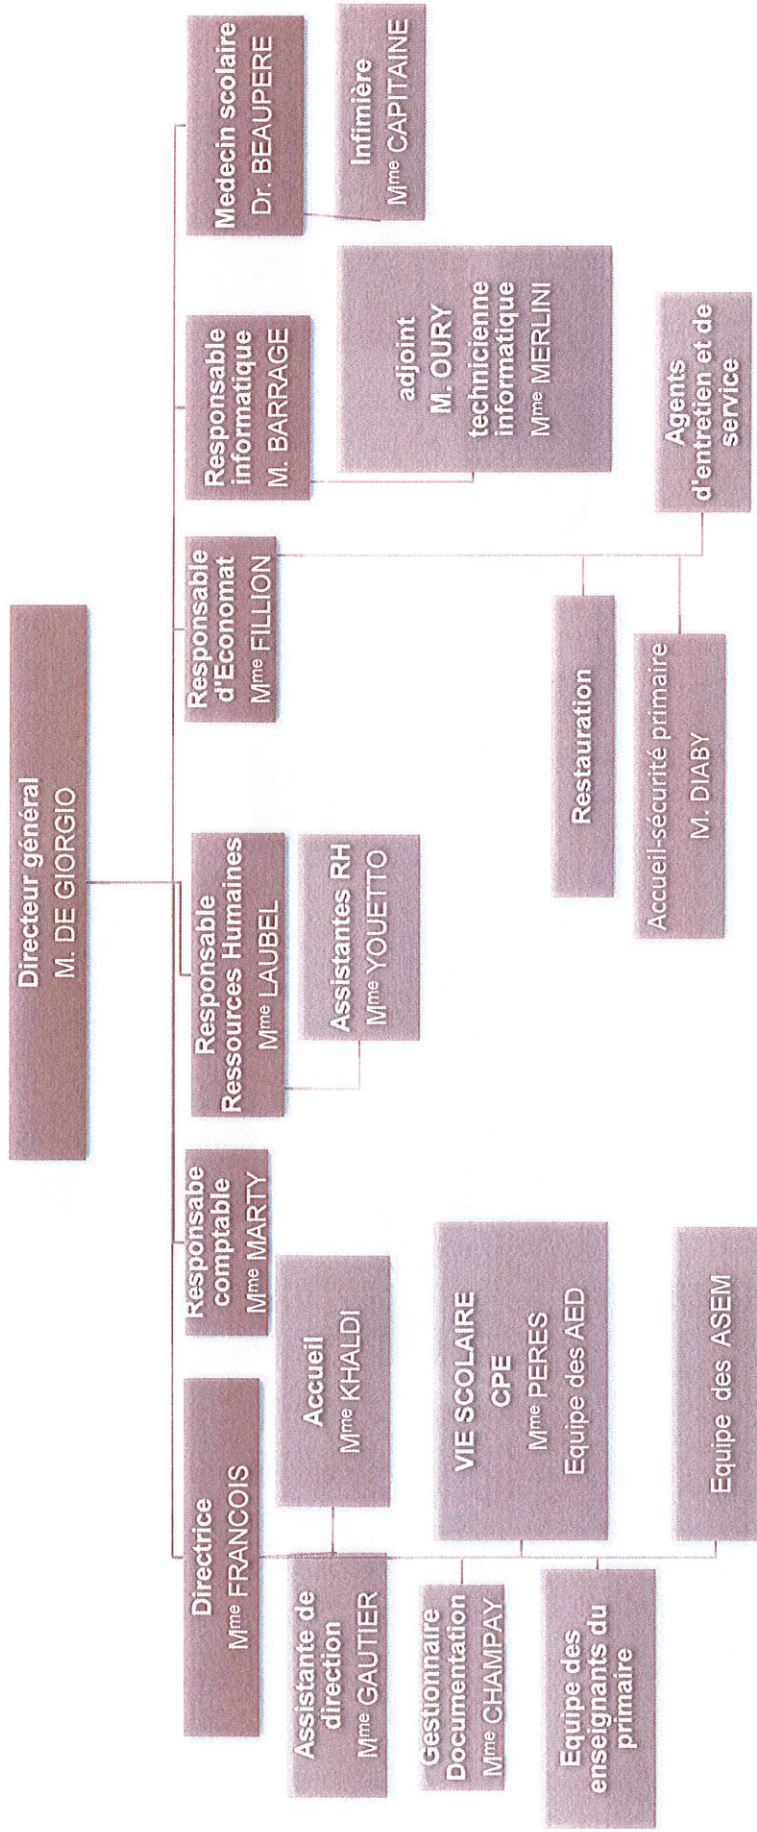 Directeur général
M. DE GIORGIO
Directrice
Mme FRANCOIS
Responsabe
comptable
Mme MARTY
Responsable
Ressources Humaines
Mme LAUBEL
Responsable
d'Economat
Mme FILLION
Responsable
informatique
M. BARRAGE
Medecin scolaire
Dr. BEAUPERE
Assistante de
direction
Mme GAUTIER
Accueil
Mme KHALDI
Gestionnaire
Documentation
Mme CHAMPAY
VIE SCOLAIRE
CPE
Mme PERES
Equipe des AED
Equipe des
enseignants du
primaire
Equipe des ASEM
Assistantes RH
Mme YOUETTO
Restauration
Accueil-sécurité primaire
M. DIABY
Agents
d'entretien et de
service
adjoint
M. OURY
technicienne
informatique
Mme MERLINI
Infimière
Mme CAPITAINE